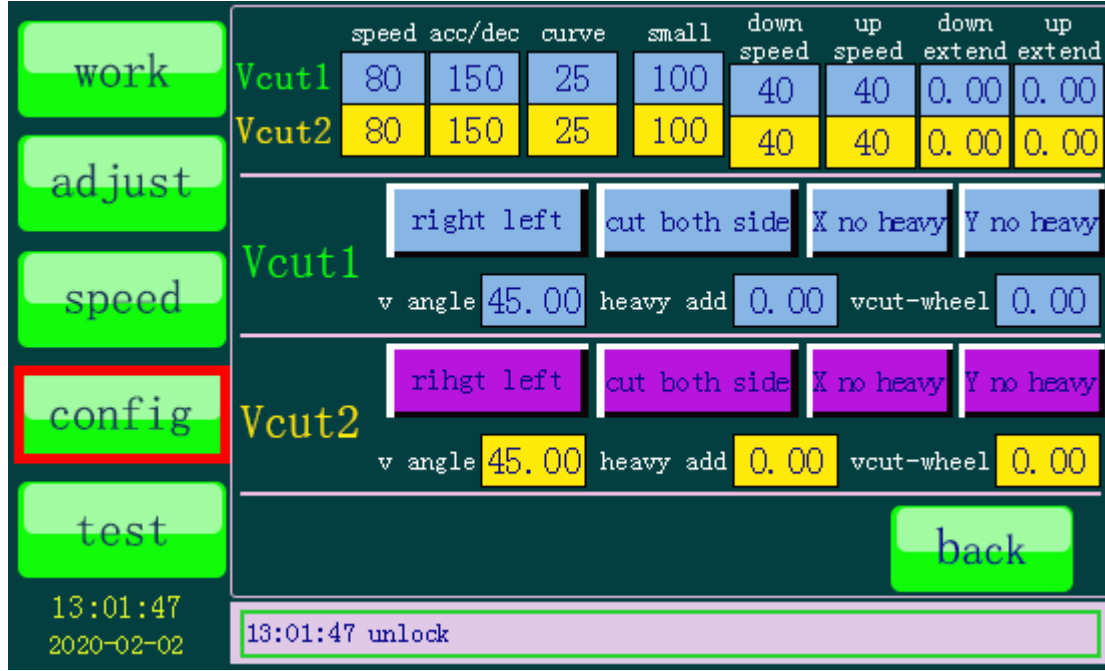 work
adjust
speed
config
test
13:01:47
2020-02-02
speed acc/dec curve small down speed up speed down extend up extend
Vcut1 80 150 25 100 40 40 0.00 0.00
Vcut2 80 150 25 100 40 40 0.00 0.00
Vcut1
right left cut both side X no heavy Y no heavy
v angle 45.00 heavy add 0.00 vcut-wheel 0.00
Vcut2
rihgt left cut both side X no heavy Y no heavy
v angle 45.00 heavy add 0.00 vcut-wheel 0.00
back
13:01:47 unlock